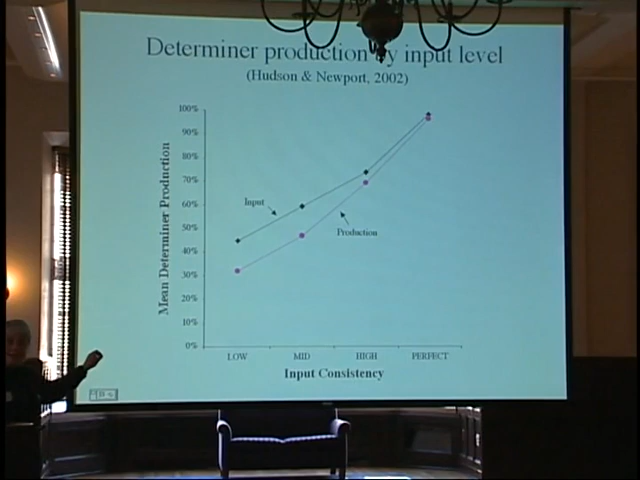 Determiner production by input level
(Hudson & Newport, 2002)
Mean Determiner Production
100%
90%
80%
70%
60%
50%
40%
30%
20%
10%
0%
Input
Production
LOW MID HIGH PERFECT
Input Consistency